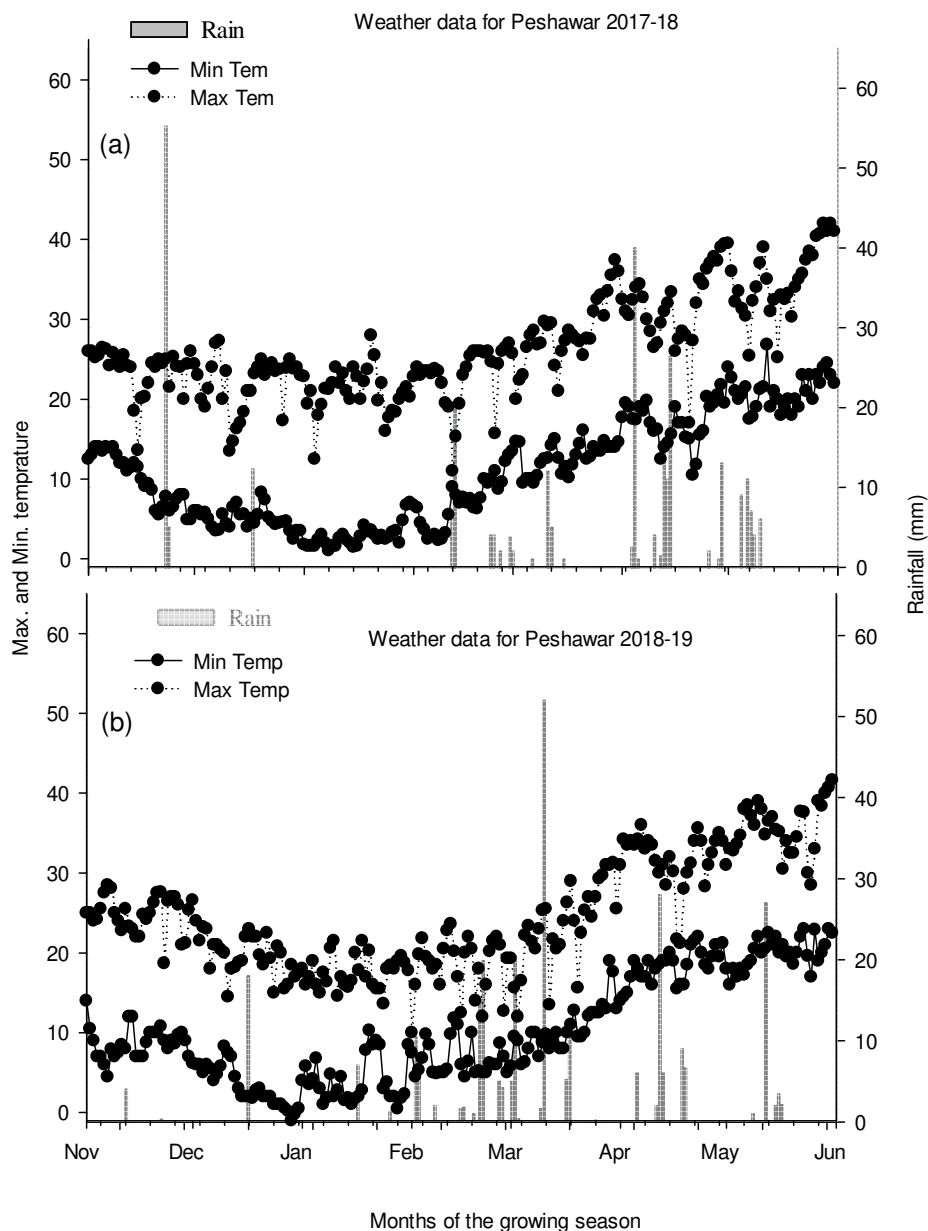 Weather data for Peshawar 2017-18
Rain
Min Tem
Max Tem
(a)
60
50
40
30
20
10
0
60
50
40
30
20
10
0
Max. and Min. temprature
Rainfall (mm)
Rain
Weather data for Peshawar 2018-19
Min Temp
Max Temp
(b)
60
50
40
30
20
10
0
60
50
40
30
20
10
0
Nov Dec Jan Feb Mar Apr May Jun
Months of the growing season